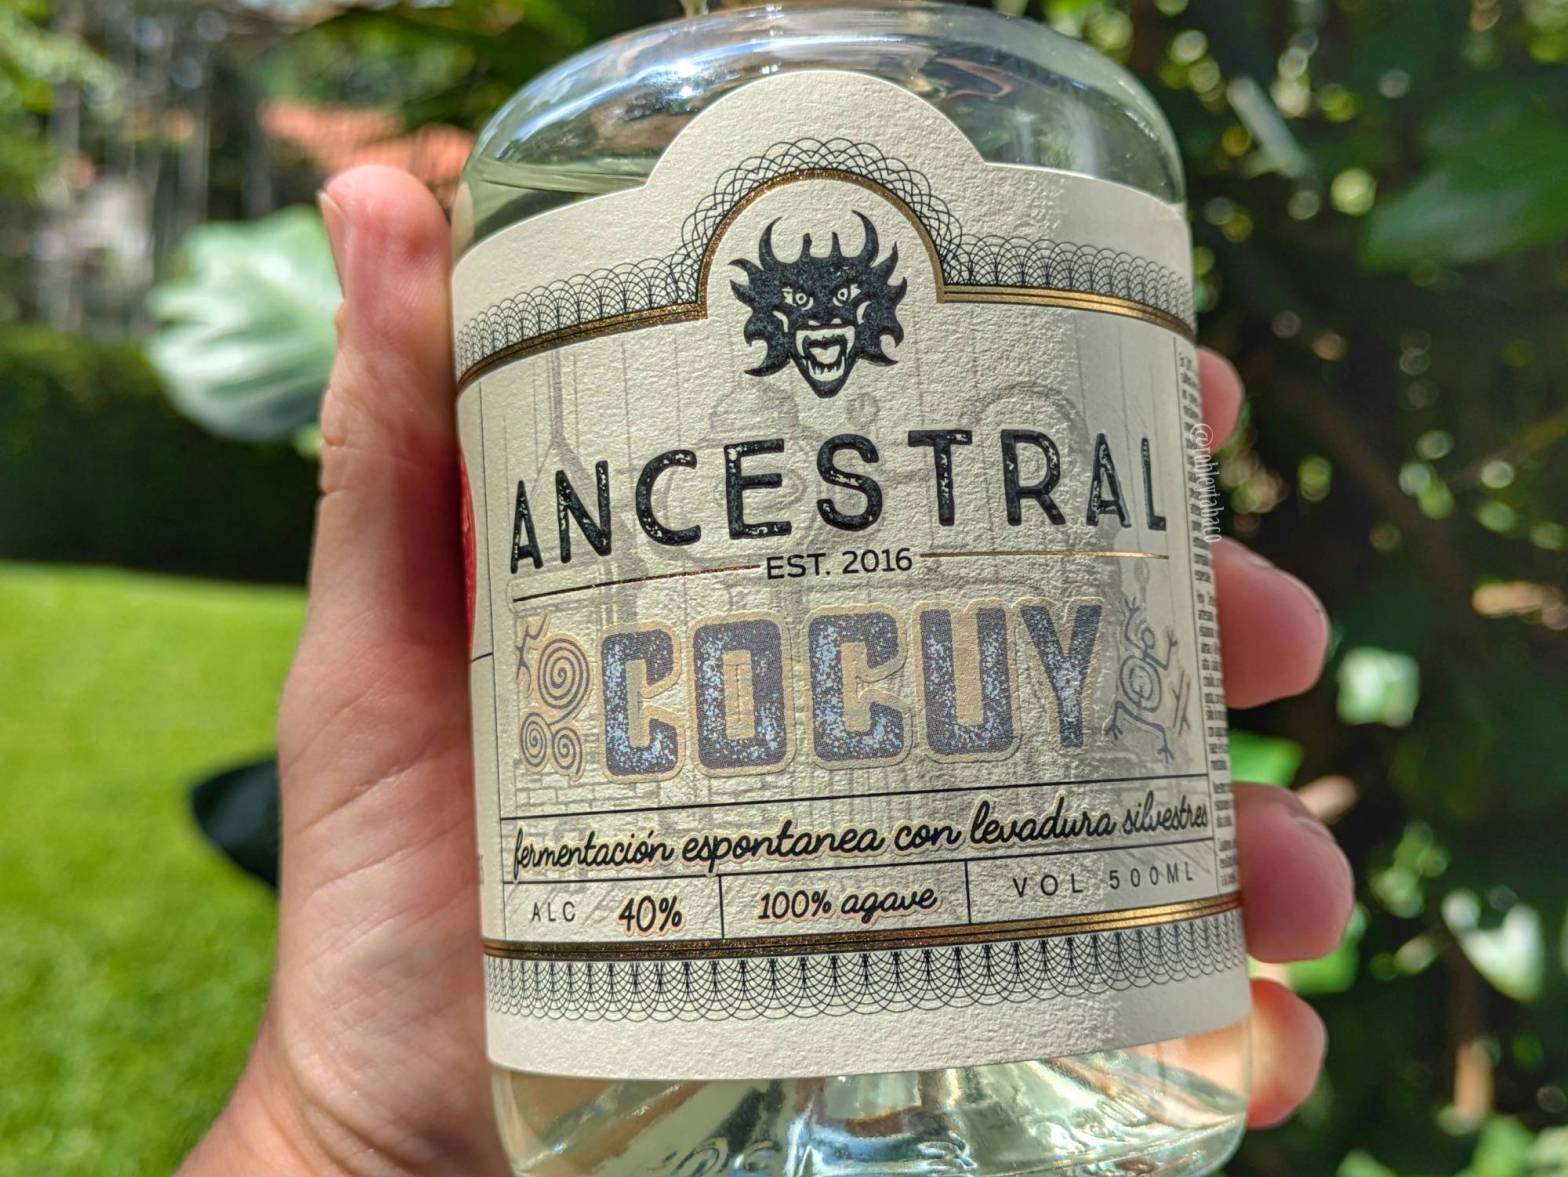 ANCESTRAL
EST. 2016
COCUY
fermentación espontanea con levadura silvestres
ALC 40% 100% agave VOL 500ML